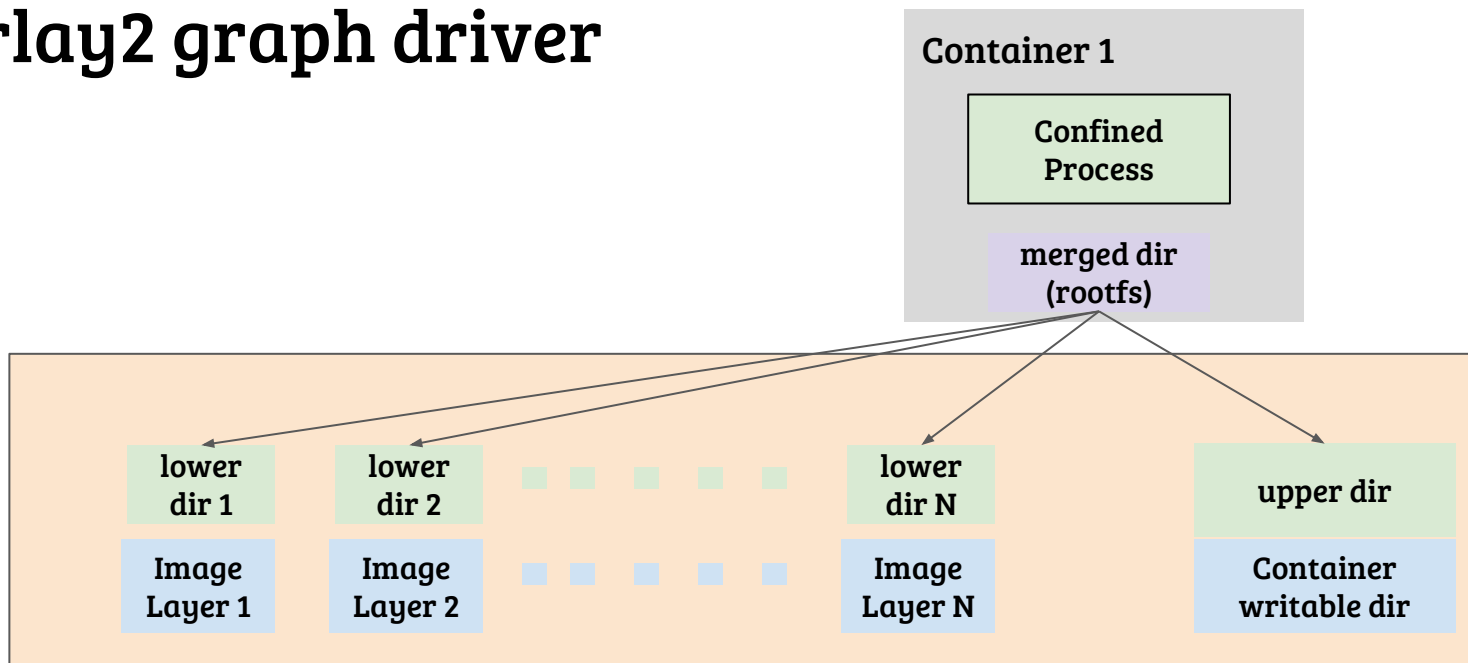 rlay2 graph driver
Container 1
Confined
Process
merged dir
(rootfs)
lower
dir 1
lower
dir 2
lower
dir N
upper dir
Image
Layer 1
Image
Layer 2
Image
Layer N
Container
writable dir